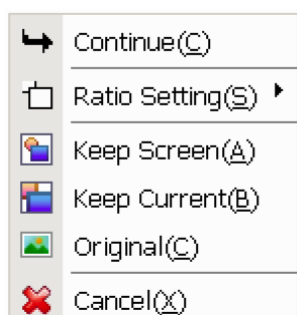 Continue(C)
Ratio Setting(S)
Keep Screen(A)
Keep Current(B)
Original(C)
Cancel(X)